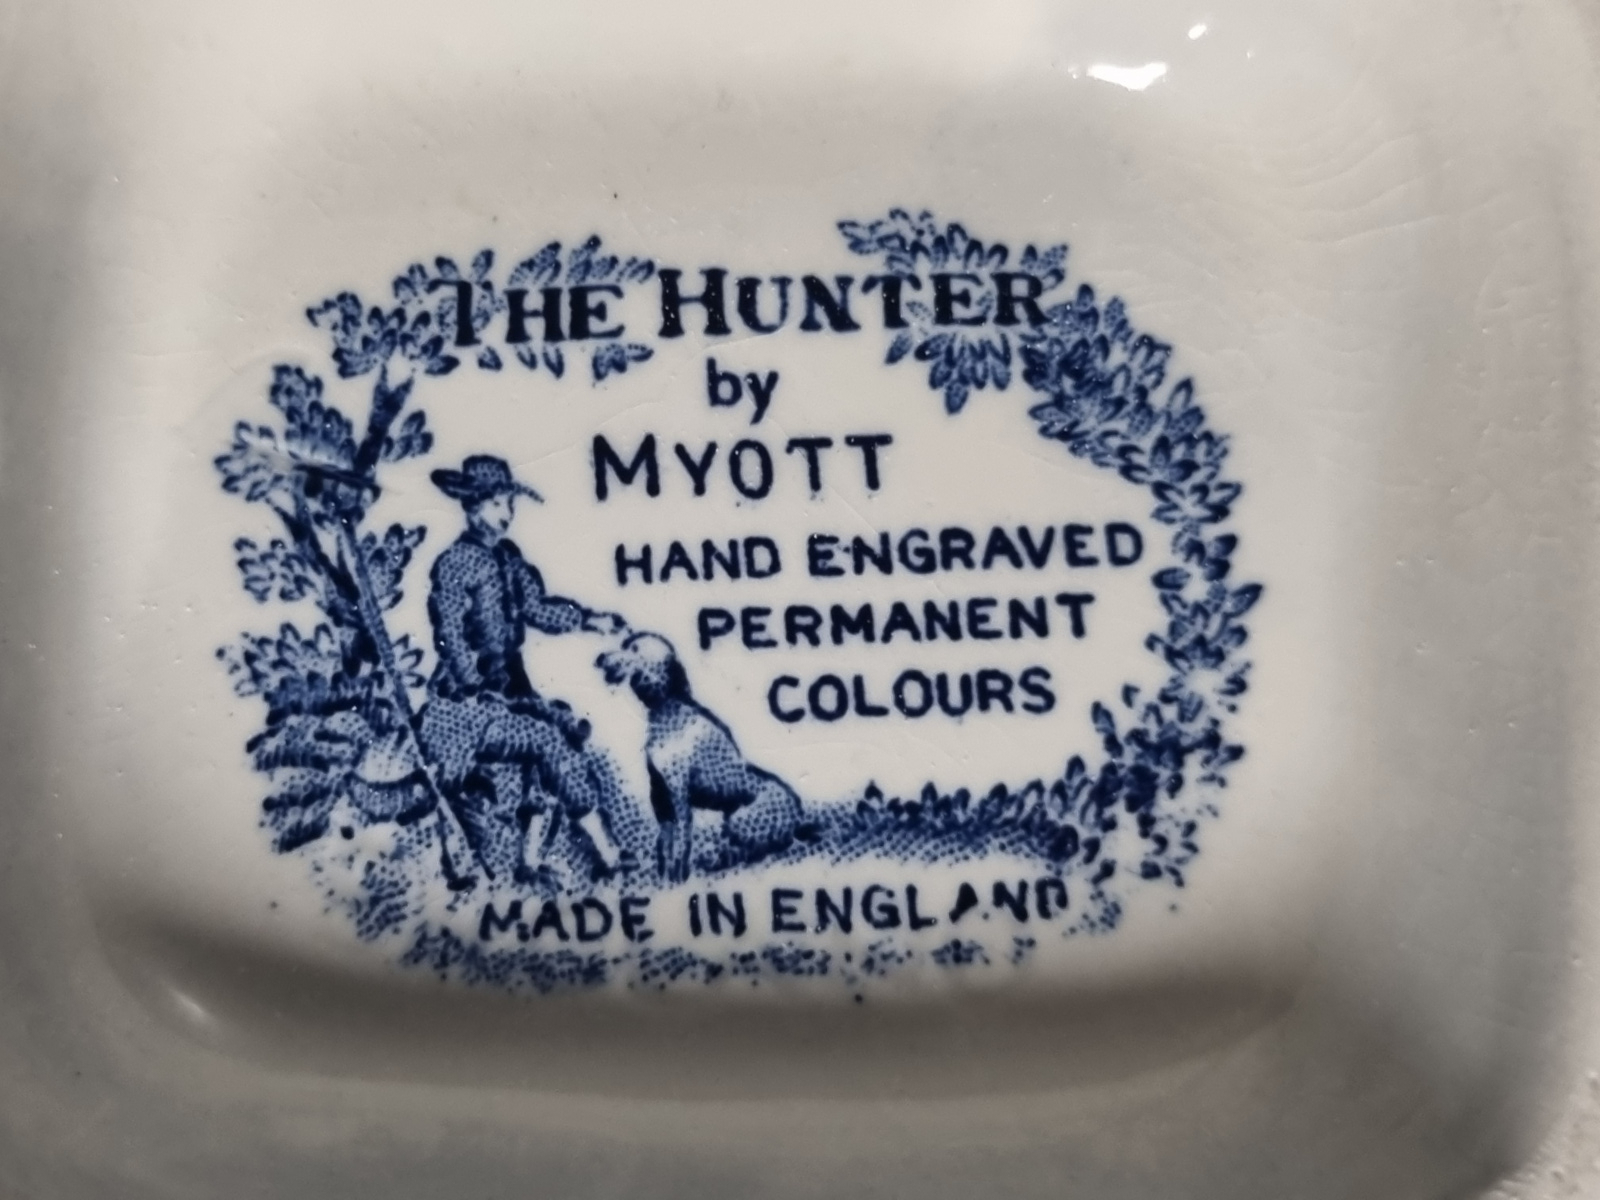 THE HUNTER
by
MYOTT
HAND ENGRAVED
PERMANENT
COLOURS
MADE IN ENGLAND